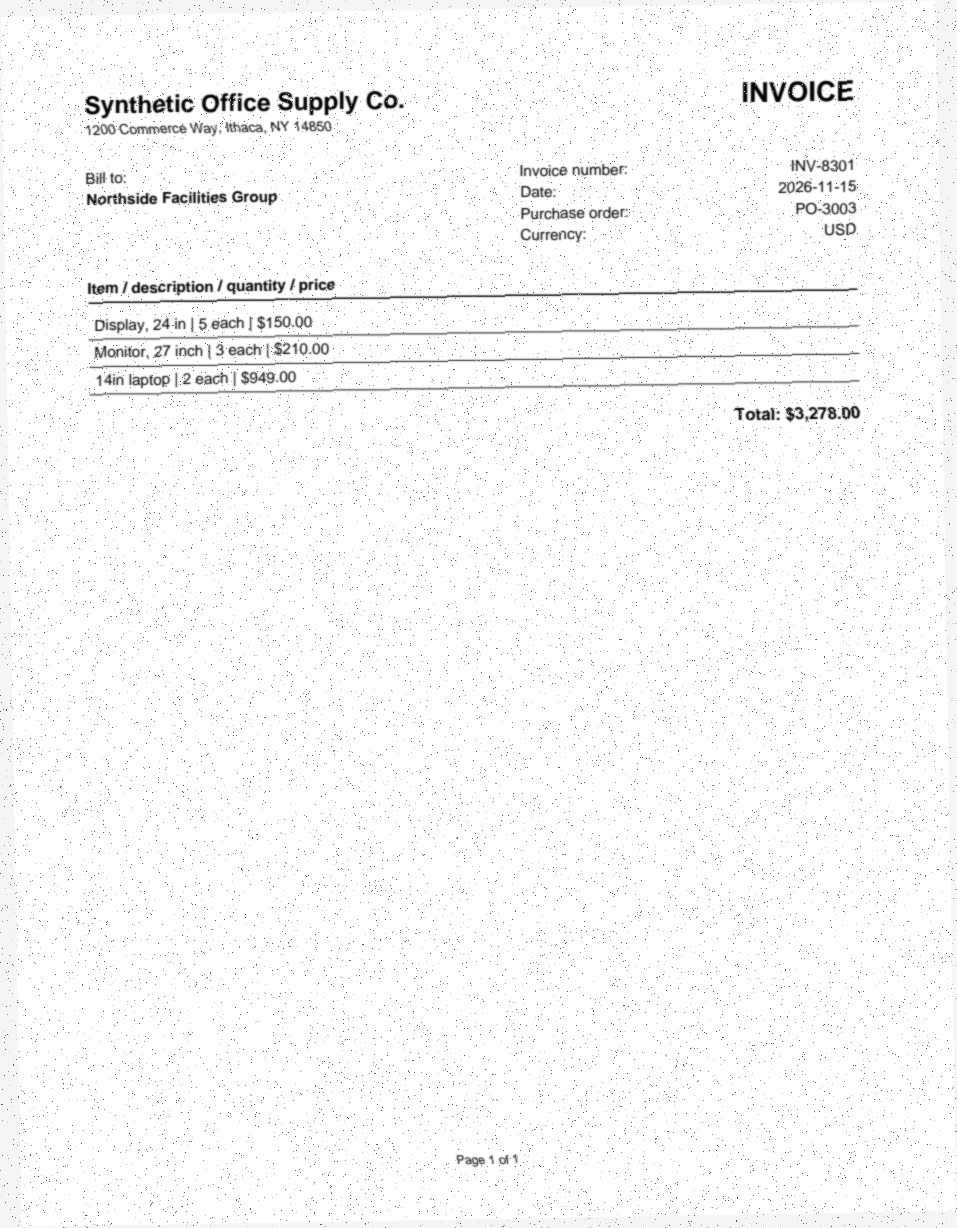 Synthetic Office Supply Co.
1200 Commerce Way, Ithaca, NY 14850
INVOICE
Bill to:
Northside Facilities Group
Invoice number: INV-8301
Date: 2026-11-15
Purchase order: PO-3003
Currency: USD
Item / description / quantity / price
Display, 24 in | 5 each | $150.00
Monitor, 27 inch | 3 each | $210.00
14in laptop | 2 each | $949.00
Total: $3,278.00
Page 1 of 1